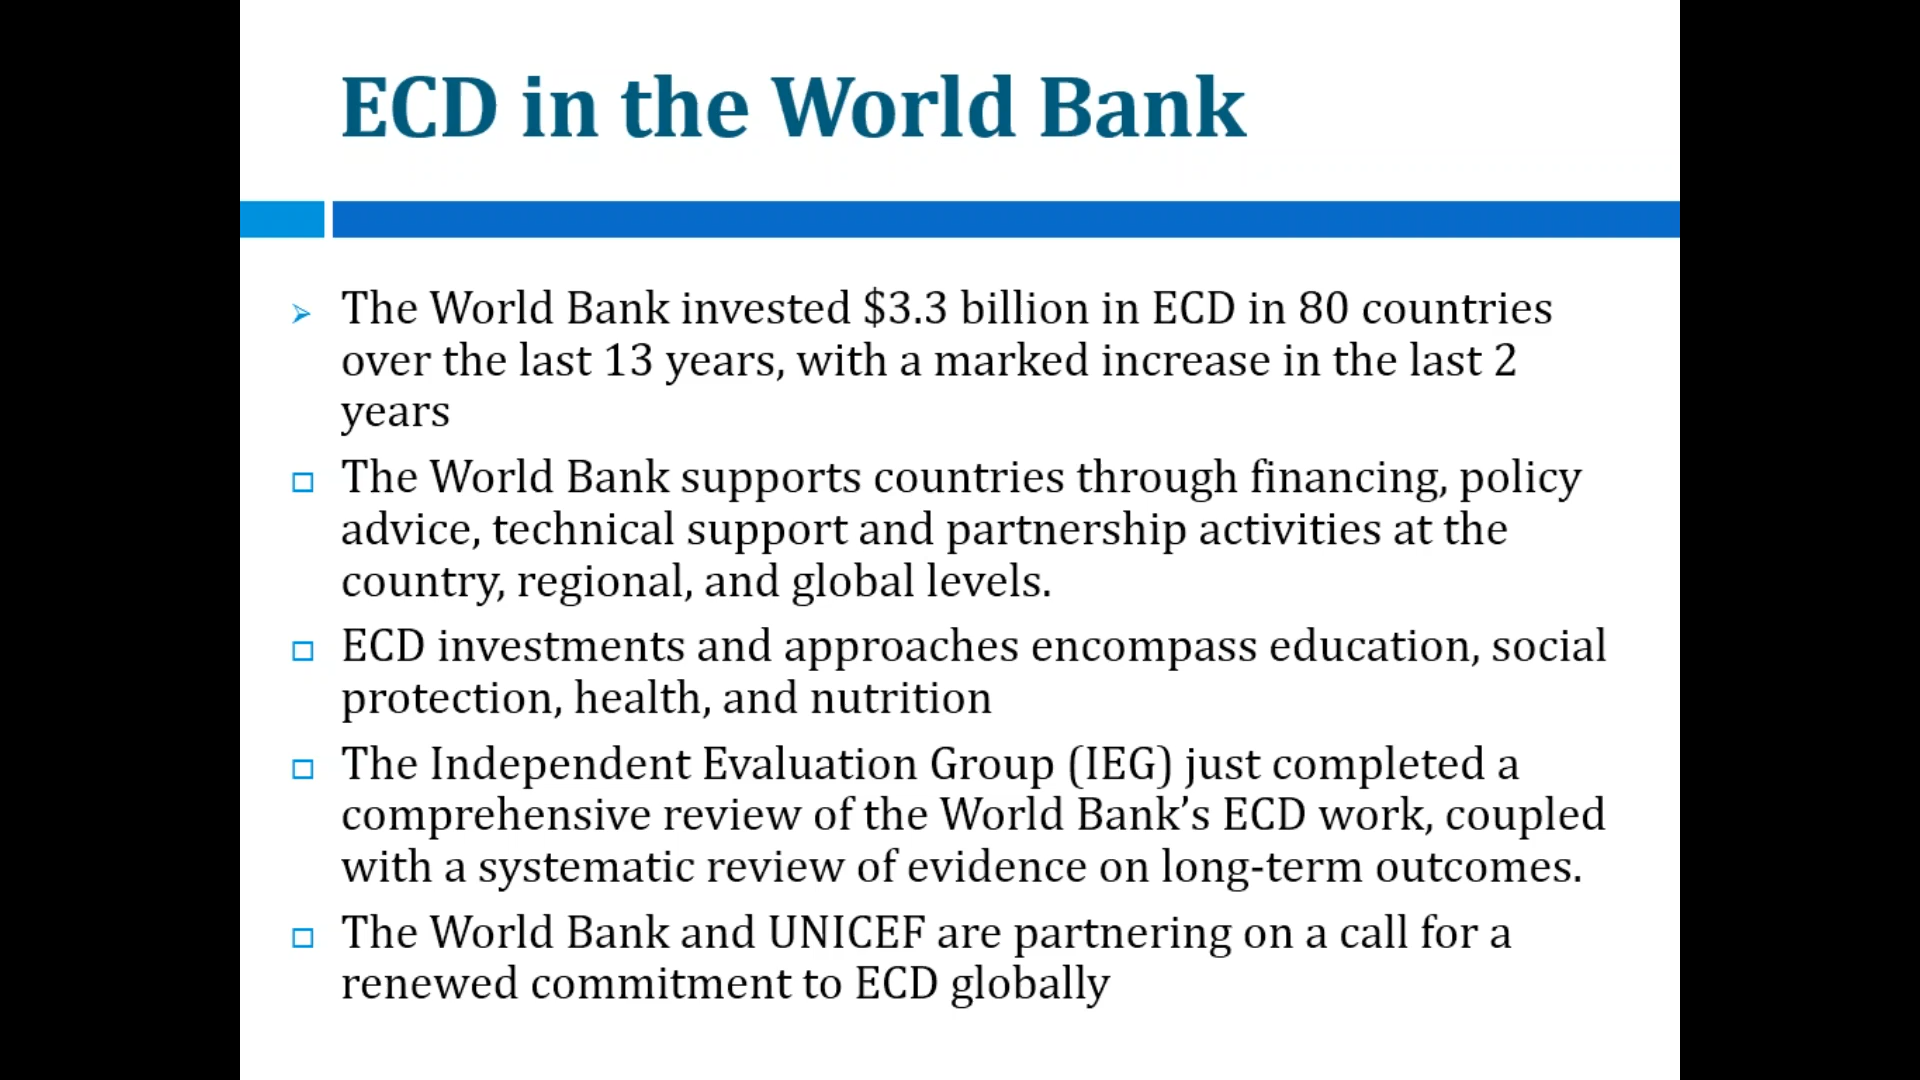 ECD in the World Bank
The World Bank invested $3.3 billion in ECD in 80 countries
over the last 13 years, with a marked increase in the last 2
years
The World Bank supports countries through financing, policy
advice, technical support and partnership activities at the
country, regional, and global levels.
ECD investments and approaches encompass education, social
protection, health, and nutrition
The Independent Evaluation Group (IEG) just completed a
comprehensive review of the World Bank’s ECD work, coupled
with a systematic review of evidence on long-term outcomes.
The World Bank and UNICEF are partnering on a call for a
renewed commitment to ECD globally